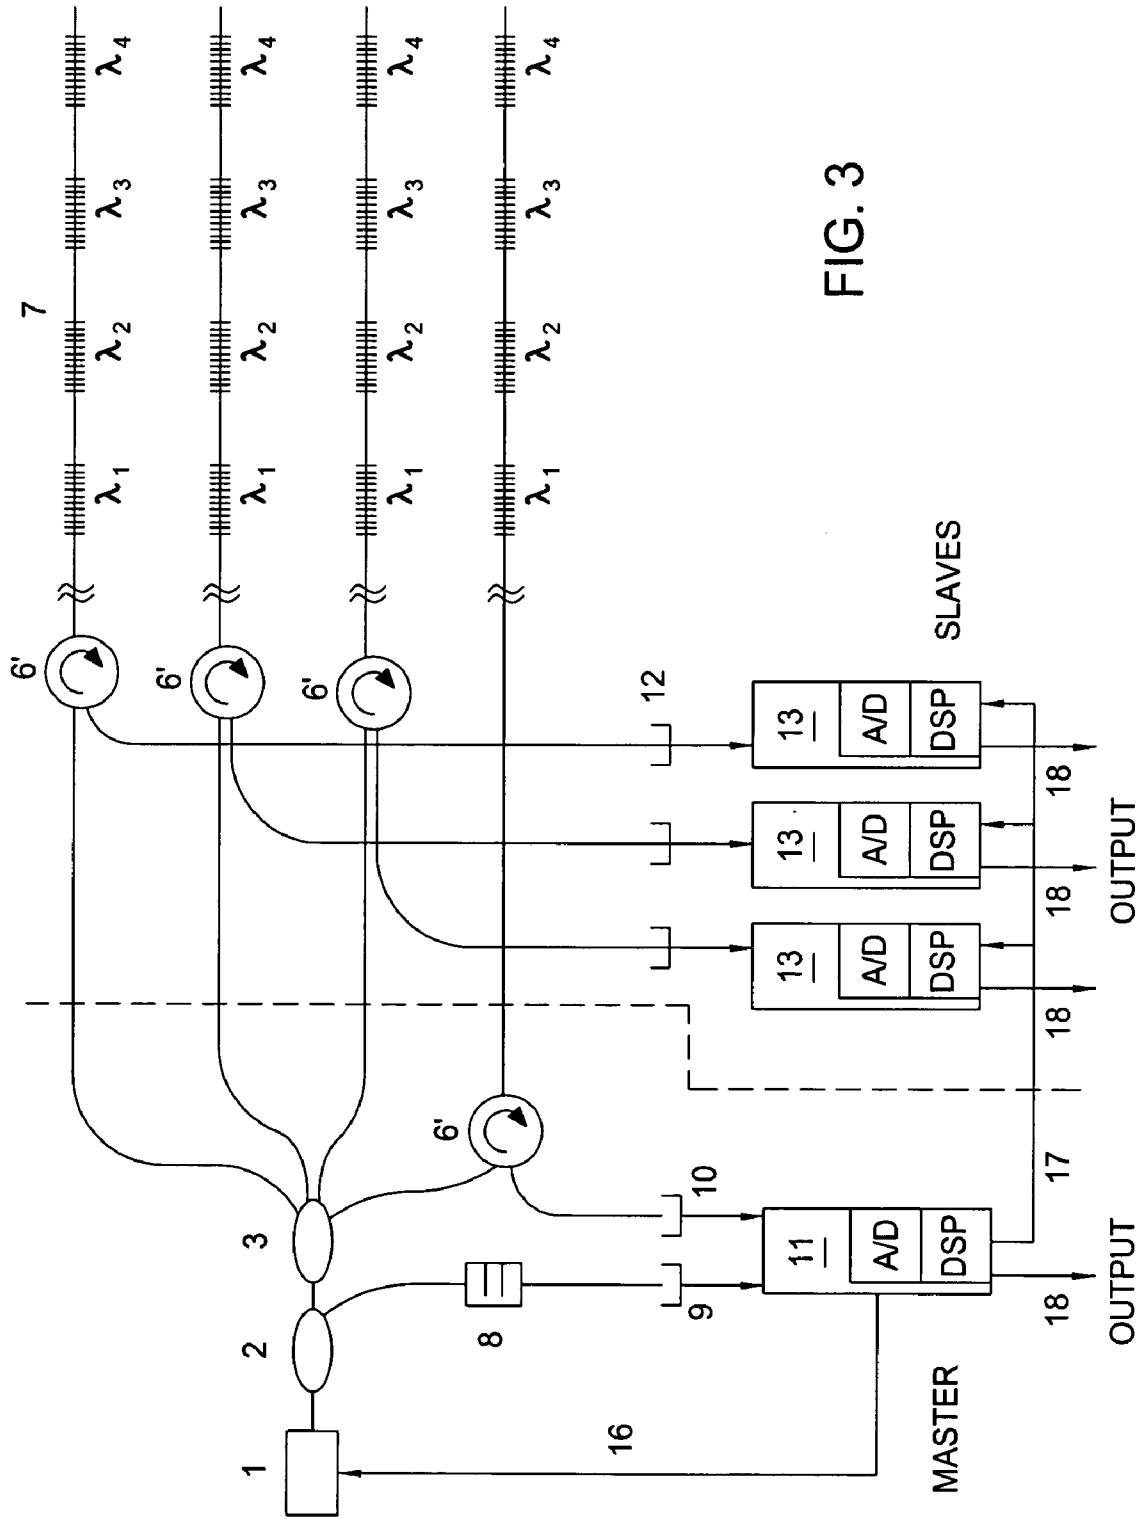 7
λ1 λ2 λ3 λ4
6'
λ1 λ2 λ3 λ4
6'
λ1 λ2 λ3 λ4
6'
λ1 λ2 λ3 λ4
6'
1 2 3
8
9 10 12
16
11 A/D DSP
13 A/D DSP
13 A/D DSP
13 A/D DSP
17
18 18 18 18
MASTER
SLAVES
OUTPUT
OUTPUT
FIG. 3